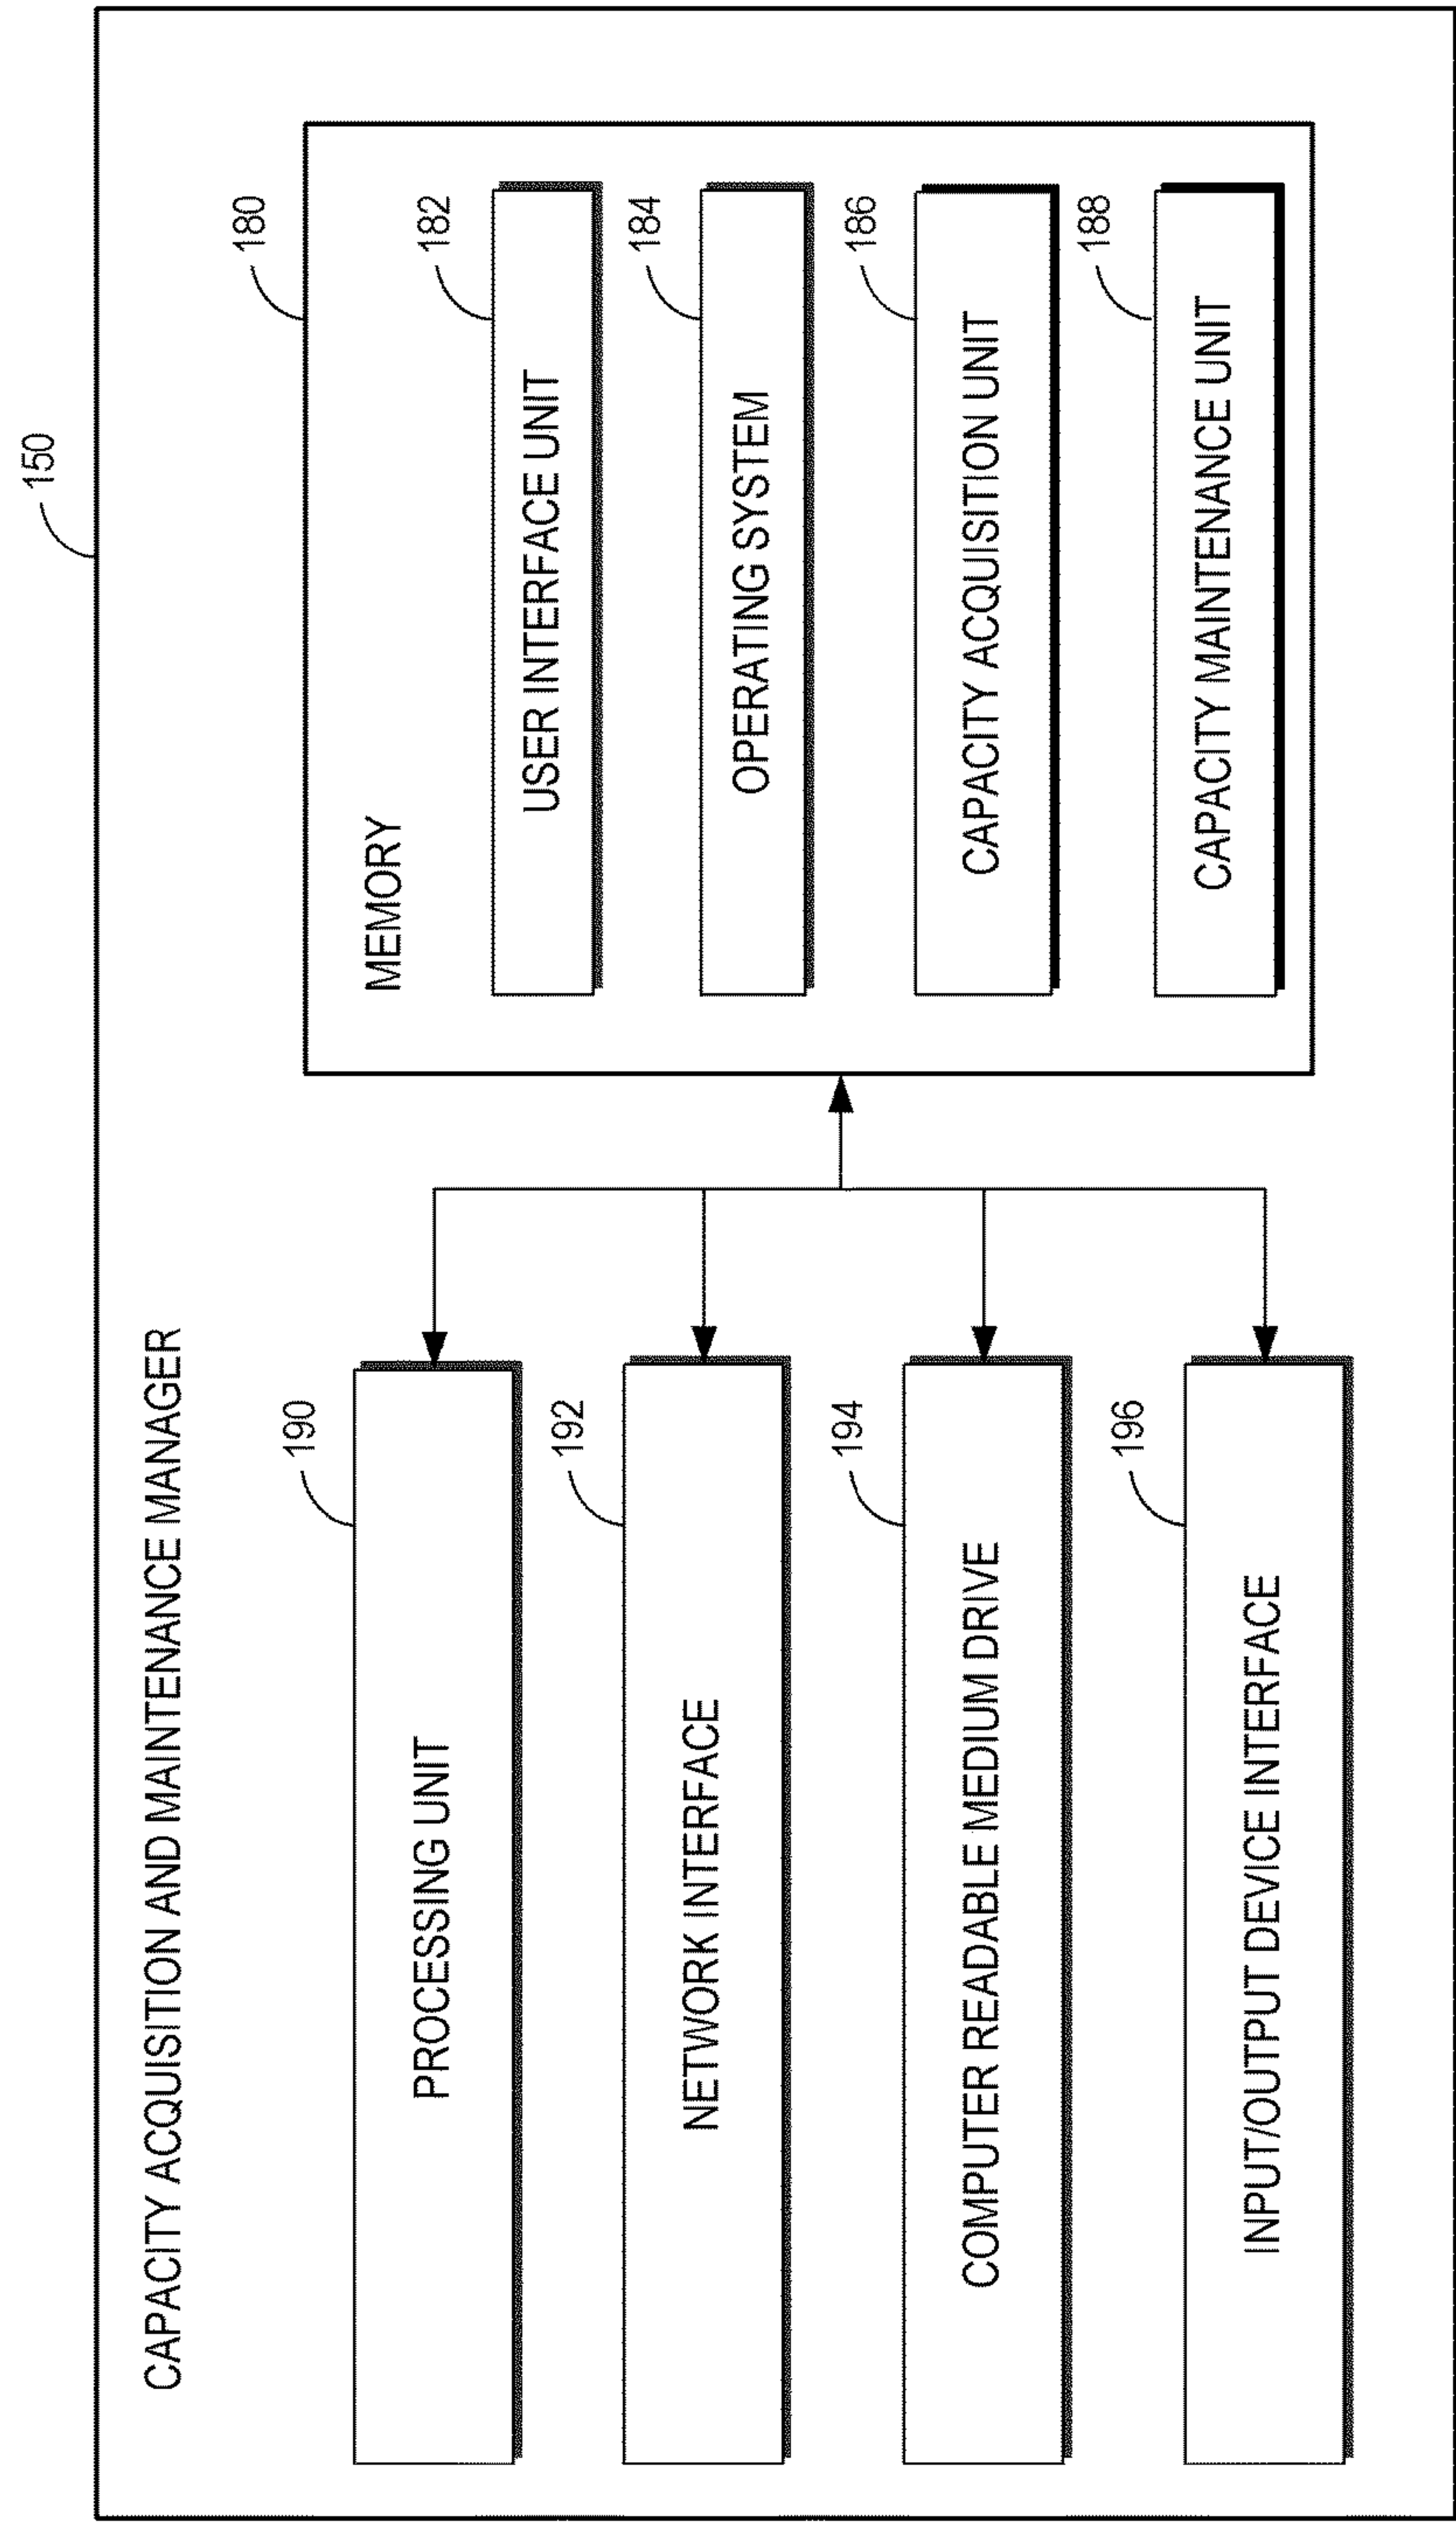 150
CAPACITY ACQUISITION AND MAINTENANCE MANAGER
190
PROCESSING UNIT
192
NETWORK INTERFACE
194
COMPUTER READABLE MEDIUM DRIVE
196
INPUT/OUTPUT DEVICE INTERFACE
180
MEMORY
182
USER INTERFACE UNIT
184
OPERATING SYSTEM
186
CAPACITY ACQUISITION UNIT
188
CAPACITY MAINTENANCE UNIT